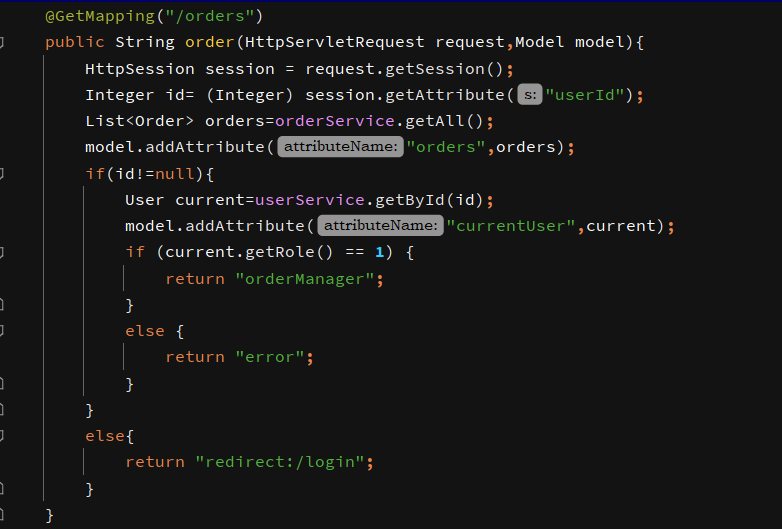 @GetMapping("/orders")
public String order(HttpServletRequest request,Model model){
HttpSession session = request.getSession();
Integer id= (Integer) session.getAttribute( s: "userId");
List<Order> orders=orderService.getAll();
model.addAttribute( attributeName: "orders",orders);
if(id!=null){
User current=userService.getById(id);
model.addAttribute( attributeName: "currentUser",current);
if (current.getRole() == 1) {
return "orderManager";
}
else {
return "error";
}
}
else{
return "redirect:/login";
}
}